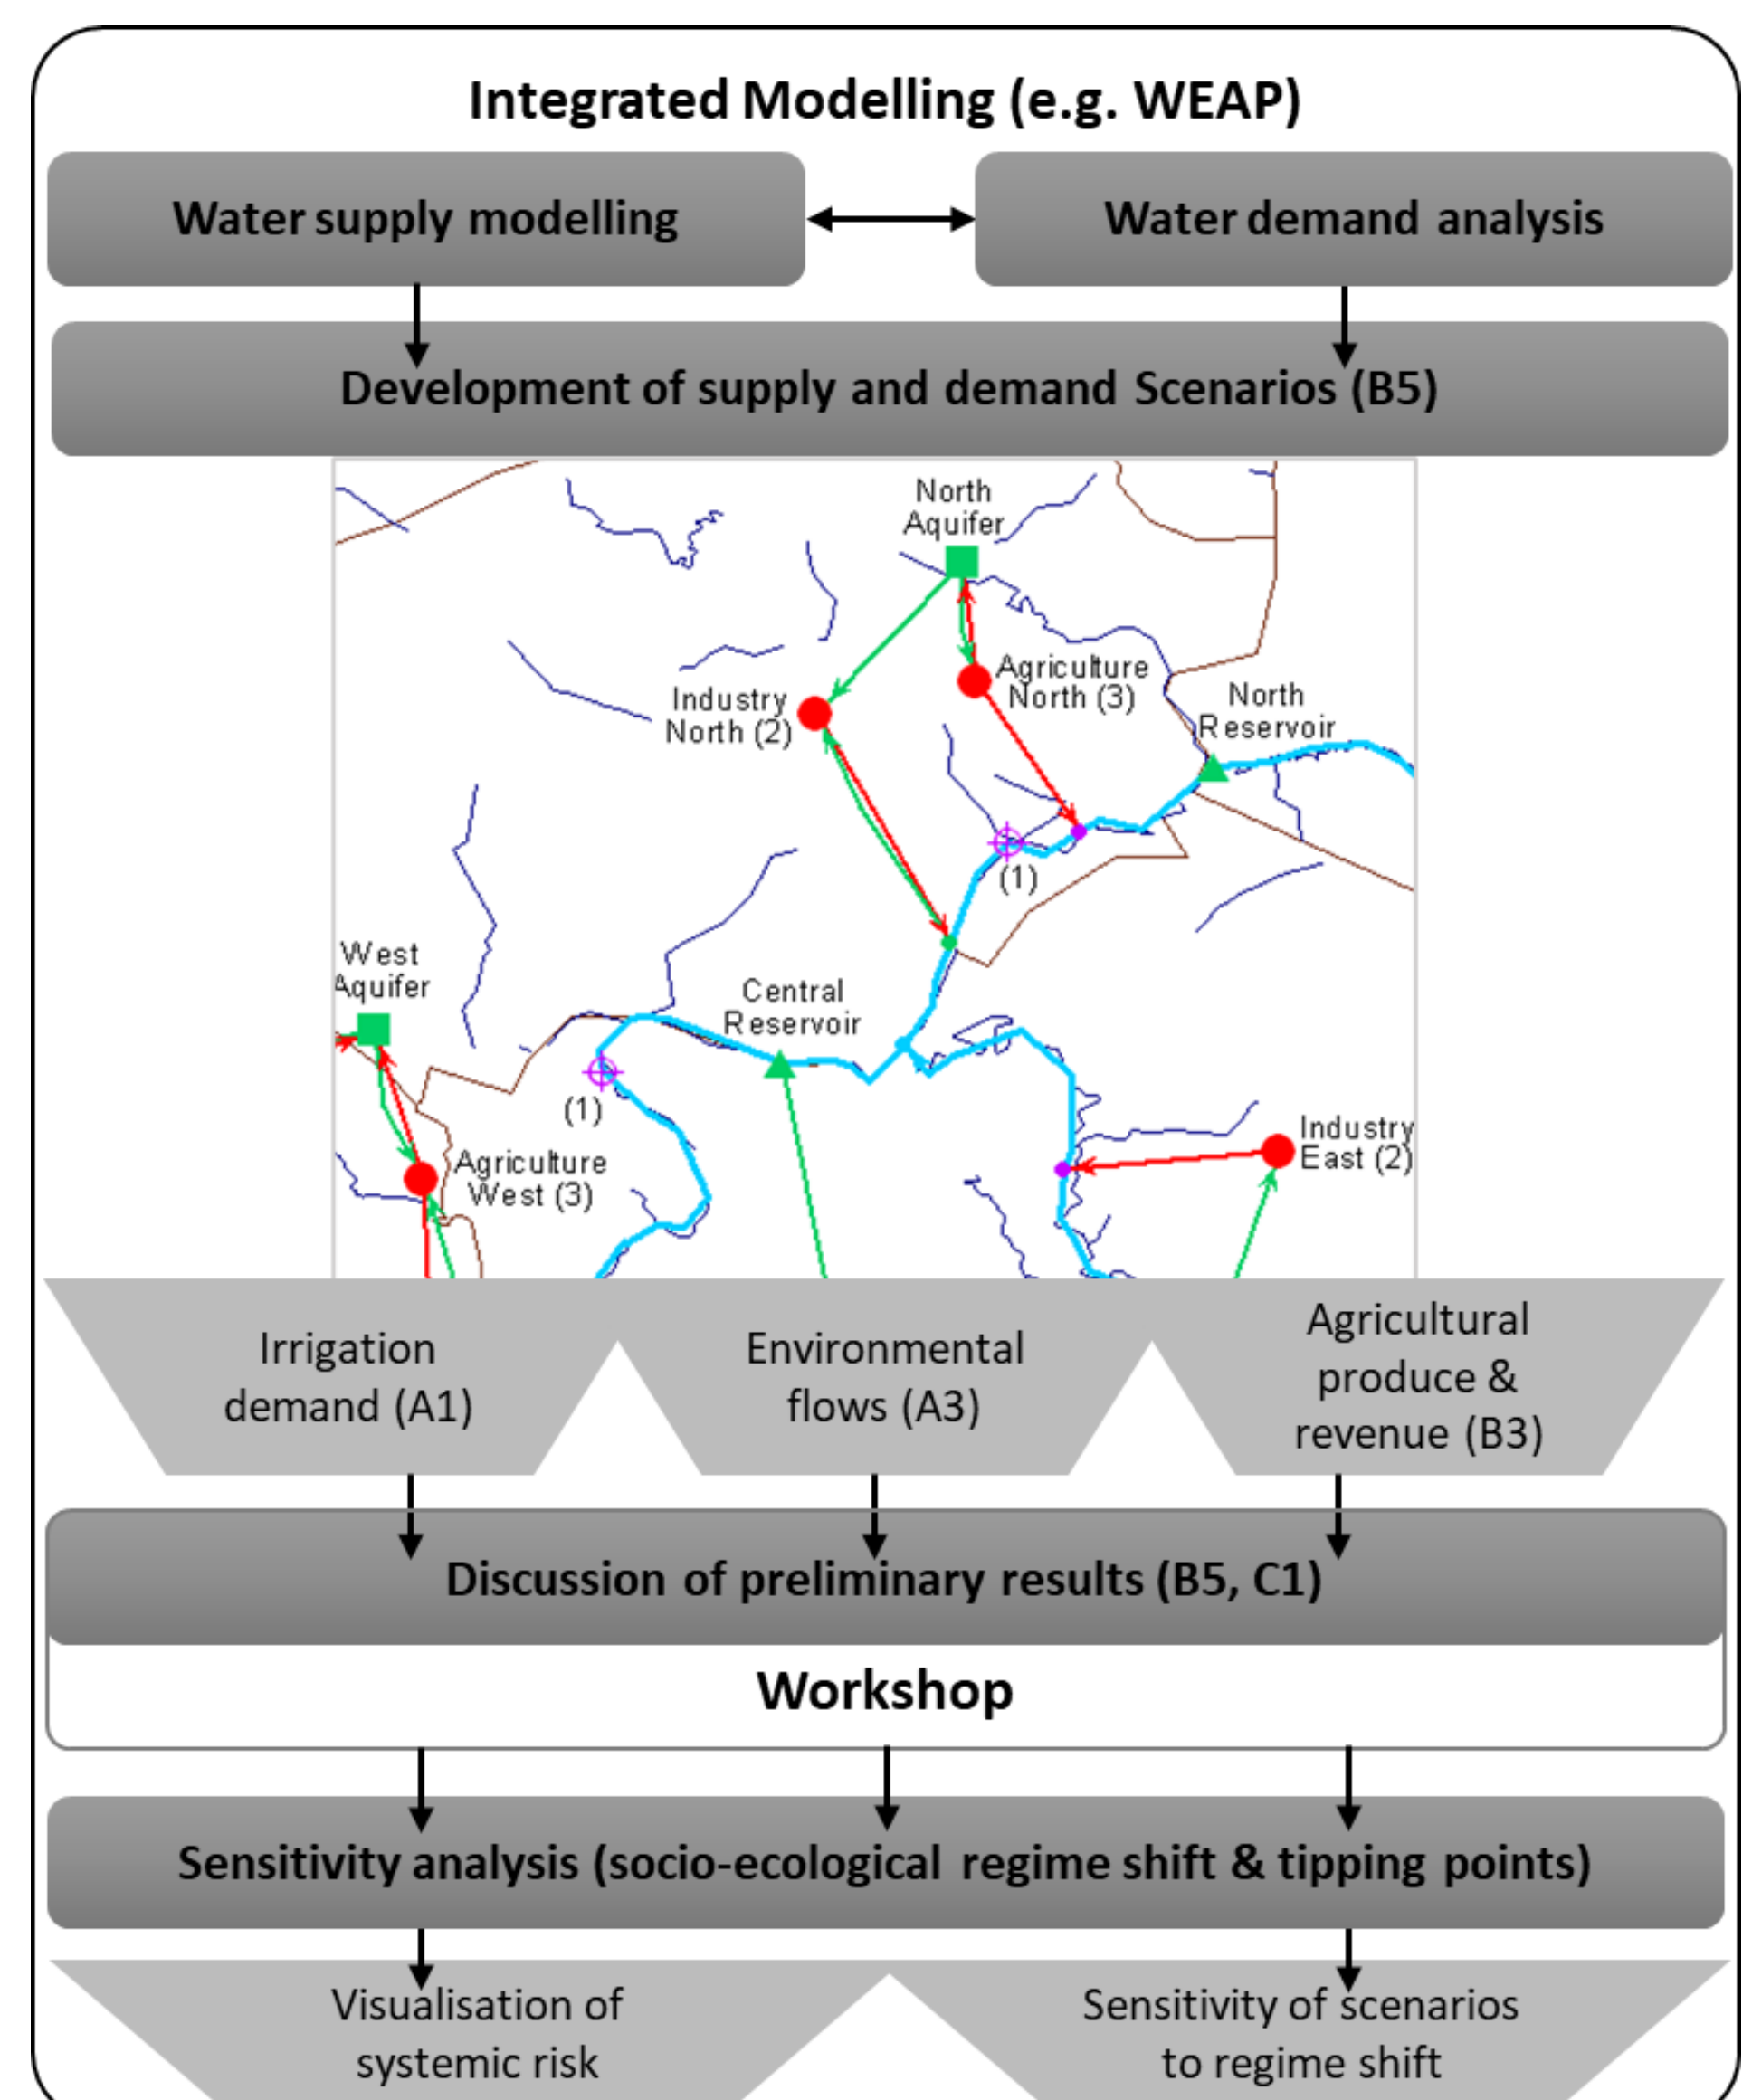 Integrated Modelling (e.g. WEAP)
Water supply modelling
Water demand analysis
Development of supply and demand Scenarios (B5)
North
Aquifer
Agriculture
North (3)
Industry
North (2)
North
Reservoir
(1)
West
Aquifer
Central
Reservoir
(1)
Agriculture
West (3)
Industry
East (2)
Irrigation
demand (A1)
Environmental
flows (A3)
Agricultural
produce &
revenue (B3)
Discussion of preliminary results (B5, C1)
Workshop
Sensitivity analysis (socio-ecological regime shift & tipping points)
Visualisation of
systemic risk
Sensitivity of scenarios
to regime shift